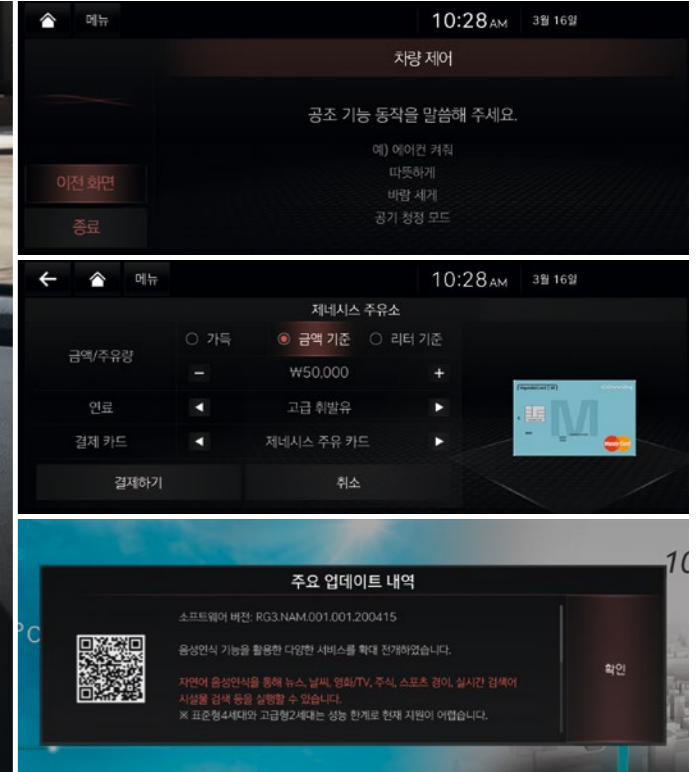 메뉴
10:28 AM 3월 16일
차량 제어
공조 기능 동작을 말씀해 주세요.
예) 에어컨 켜줘
따뜻하게
바람 세게
공기 청정 모드
이전 화면
종료
메뉴
10:28 AM 3월 16일
제네시스 주유소
금액/주유량
가득
금액 기준
리터 기준
−
₩50,000
+
연료
고급 휘발유
결제 카드
제네시스 주유 카드
결제하기
취소
M
MasterCard
10
°C
주요 업데이트 내역
소프트웨어 버전: RG3.NAM.001.001.200415
음성인식 기능을 활용한 다양한 서비스를 확대 전개하였습니다.
자연어 음성인식을 통해 뉴스, 날씨, 영화/TV, 주식, 스포츠 경이, 실시간 검색어
시설물 검색 등을 실행할 수 있습니다.
※ 표준형4세대와 고급형2세대는 성능 한계로 현재 지원이 어렵습니다.
확인